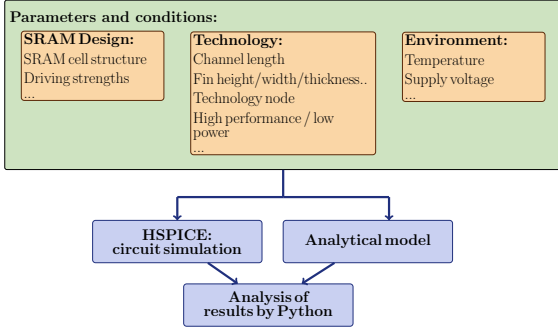 Parameters and conditions:
SRAM Design:
SRAM cell structure
Driving strengths
...
Technology:
Channel length
Fin height/width/thickness..
Technology node
High performance / low
power
...
Environment:
Temperature
Supply voltage
...
HSPICE:
circuit simulation
Analytical model
Analysis of
results by Python